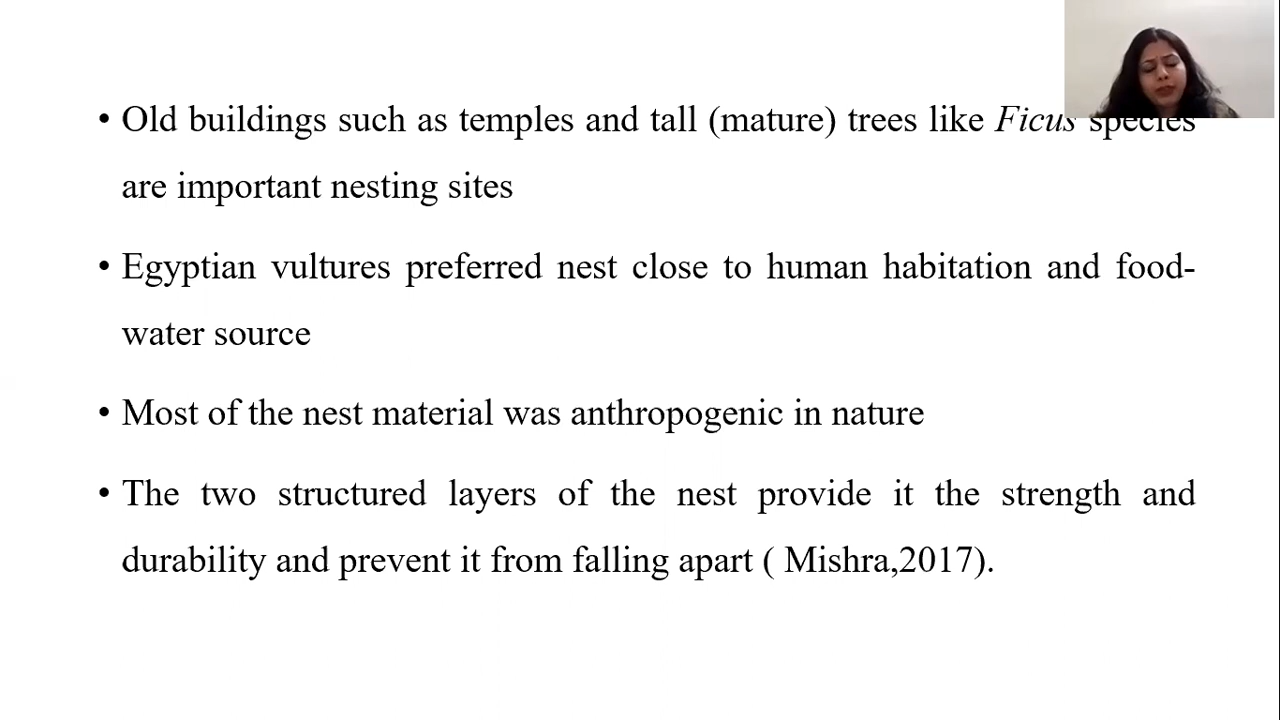 • Old buildings such as temples and tall (mature) trees like Ficus species
are important nesting sites
• Egyptian vultures preferred nest close to human habitation and food-
water source
• Most of the nest material was anthropogenic in nature
• The two structured layers of the nest provide it the strength and
durability and prevent it from falling apart ( Mishra,2017).